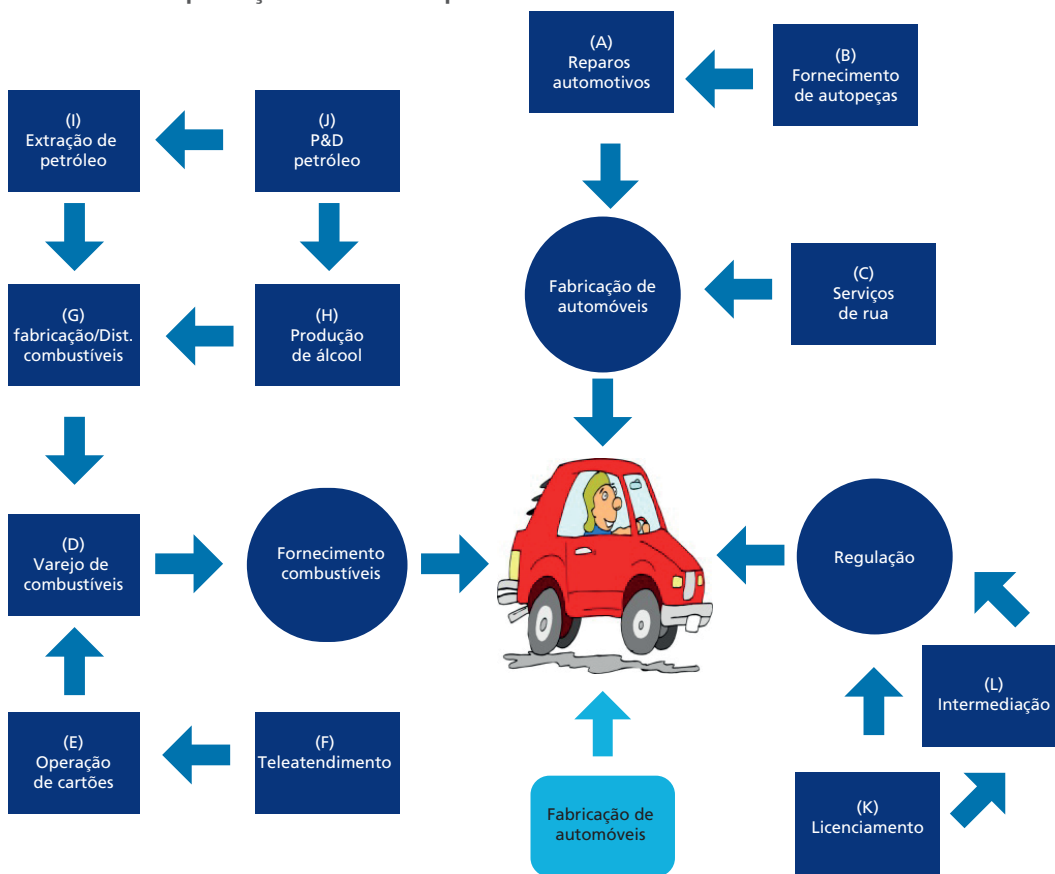 (A)
Reparos
automotivos
(B)
Fornecimento
de autopeças
(I)
Extração de
petróleo
(J)
P&D
petróleo
Fabricação de
automóveis
(C)
Serviços
de rua
(G)
fabricação/Dist.
combustíveis
(H)
Produção
de álcool
(D)
Varejo de
combustíveis
Fornecimento
combustíveis
Regulação
(L)
Intermediação
(E)
Operação
de cartões
(F)
Teleatendimento
Fabricação de
automóveis
(K)
Licenciamento